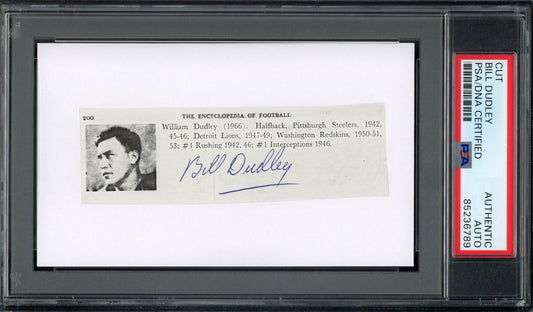 200 THE ENCYCLOPEDIA OF FOOTBALL
William Dudley (1966). Halfback, Pittsburgh Steelers, 1942,
45-46; Detroit Lions, 1947-49; Washington Redskins, 1950-51,
53; #1 Rushing 1942, 46; #1 Interceptions 1946.
Bill Dudley
CUT
BILL DUDLEY
PSA/DNA CERTIFIED
PSA
AUTHENTIC
AUTO
85236789